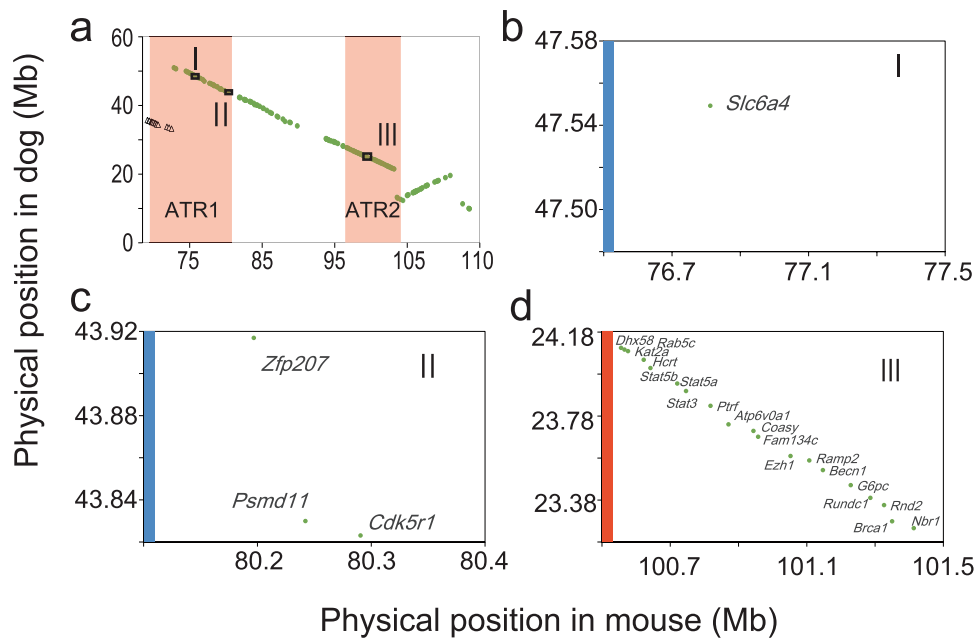 a
b
60
40
20
0
I
II
III
ATR1
ATR2
75
85
95
105
110
47.58
47.54
47.50
I
Slc6a4
76.7
77.1
77.5
c
d
43.92
43.88
43.84
Zfp207
II
Psmd11
Cdk5r1
80.2
80.3
80.4
24.18
23.78
23.38
Dhx58
Rab5c
Kat2a
Hcrt
Stat5b
Stat5a
Stat3
Ptrf
Atp6v0a1
Coasy
Fam134c
Ezh1
Ramp2
Becn1
G6pc
Rundc1
Rnd2
Brca1
Nbr1
III
100.7
101.1
101.5
Physical position in dog (Mb)
Physical position in mouse (Mb)